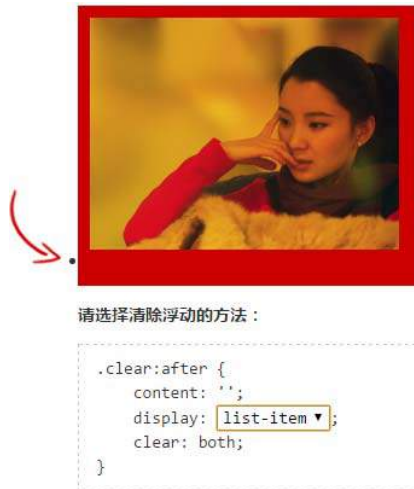 请选择清除浮动的方法：
.clear:after {
content: '';
display: list-item ▼;
clear: both;
}